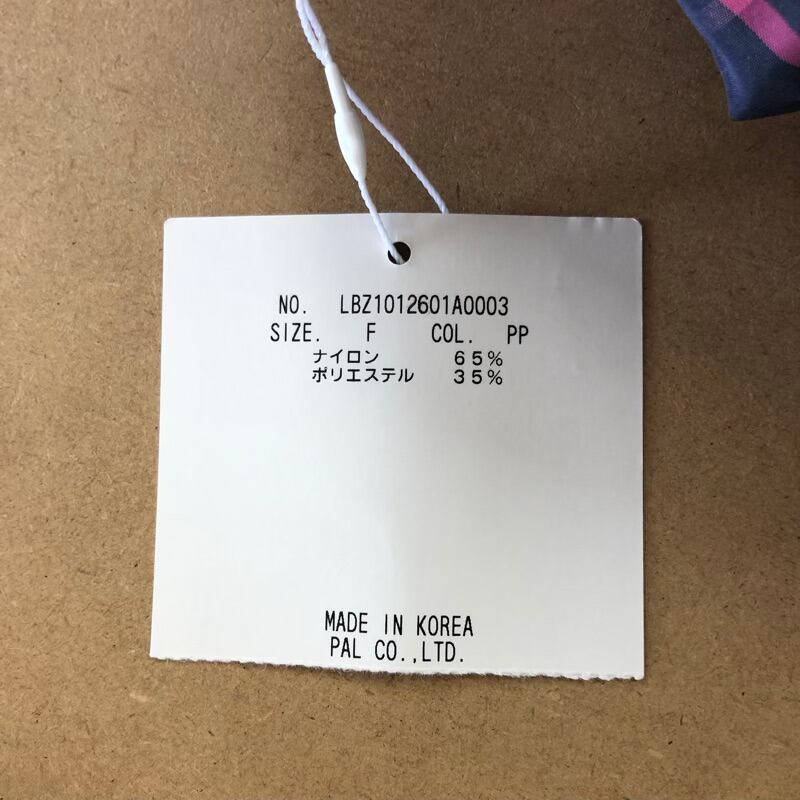 NO. LBZ1012601A0003
SIZE. F COL. PP
ナイロン 65%
ポリエステル 35%
MADE IN KOREA
PAL CO.,LTD.